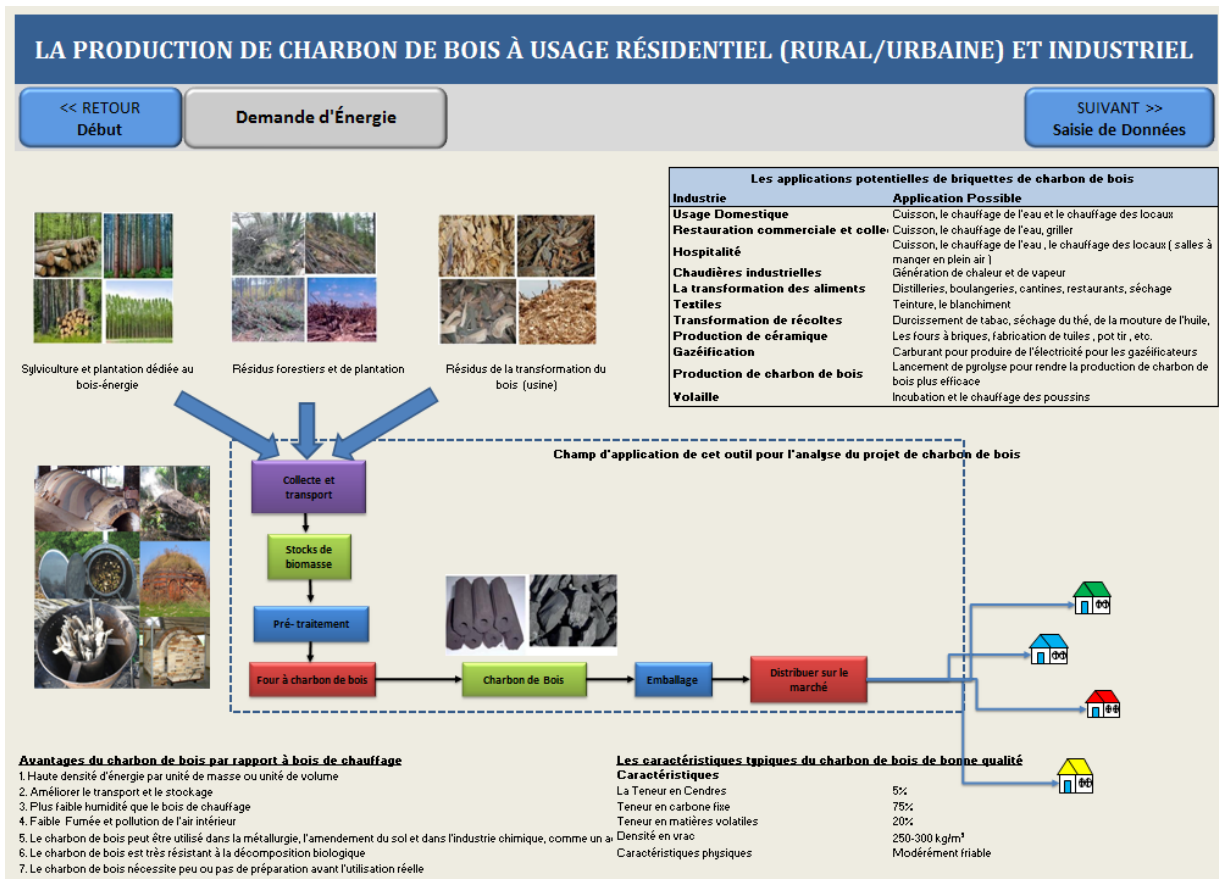 LA PRODUCTION DE CHARBON DE BOIS À USAGE RÉSIDENTIEL (RURAL/URBAINE) ET INDUSTRIEL
<< RETOUR
Début
Demande d'Énergie
SUIVANT >>
Saisie de Données
Les applications potentielles de briquettes de charbon de bois
Industrie Application Possible
Usage Domestique Cuisson, le chauffage de l'eau et le chauffage des locaux
Restauration commerciale et colle Cuisson, le chauffage de l'eau, griller
Hospitalité Cuisson, le chauffage de l'eau , le chauffage des locaux ( salles à
manger en plein air )
Chaudières industrielles Génération de chaleur et de vapeur
La transformation des aliments Distilleries, boulangeries, cantines, restaurants, séchage
Textiles Teinture, le blanchiment
Transformation de récoltes Durcissement de tabac, séchage du thé, de la mouture de l'huile,
Production de céramique Les fours à briques, fabrication de tuiles , pot tir , etc.
Gazéification Carburant pour produire de l'électricité pour les gazéificateurs
Production de charbon de bois Lancement de pyrolyse pour rendre la production de charbon de
bois plus efficace
Volaille Incubation et le chauffage des poussins
Sylviculture et plantation dédiée au
bois-énergie
Résidus forestiers et de plantation
Résidus de la transformation du
bois (usine)
Champ d'application de cet outil pour l'analyse du projet de charbon de bois
Collecte et
transport
Stocks de
biomasse
Pré- traitement
Four à charbon de bois
Charbon de Bois
Emballage
Distribuer sur le
marché
Avantages du charbon de bois par rapport à bois de chauffage
1. Haute densité d'énergie par unité de masse ou unité de volume
2. Améliorer le transport et le stockage
3. Plus faible humidité que le bois de chauffage
4. Faible Fumée et pollution de l'air intérieur
5. Le charbon de bois peut être utilisé dans la métallurgie, l'amendement du sol et dans l'industrie chimique, comme un a
6. Le charbon de bois est très résistant à la décomposition biologique
7. Le charbon de bois nécessite peu ou pas de préparation avant l'utilisation réelle
Les caractéristiques typiques du charbon de bois de bonne qualité
Caractéristiques
La Teneur en Cendres 5%
Teneur en carbone fixe 75%
Teneur en matières volatiles 20%
Densité en vrac 250-300 kg/m³
Caractéristiques physiques Modérément friable